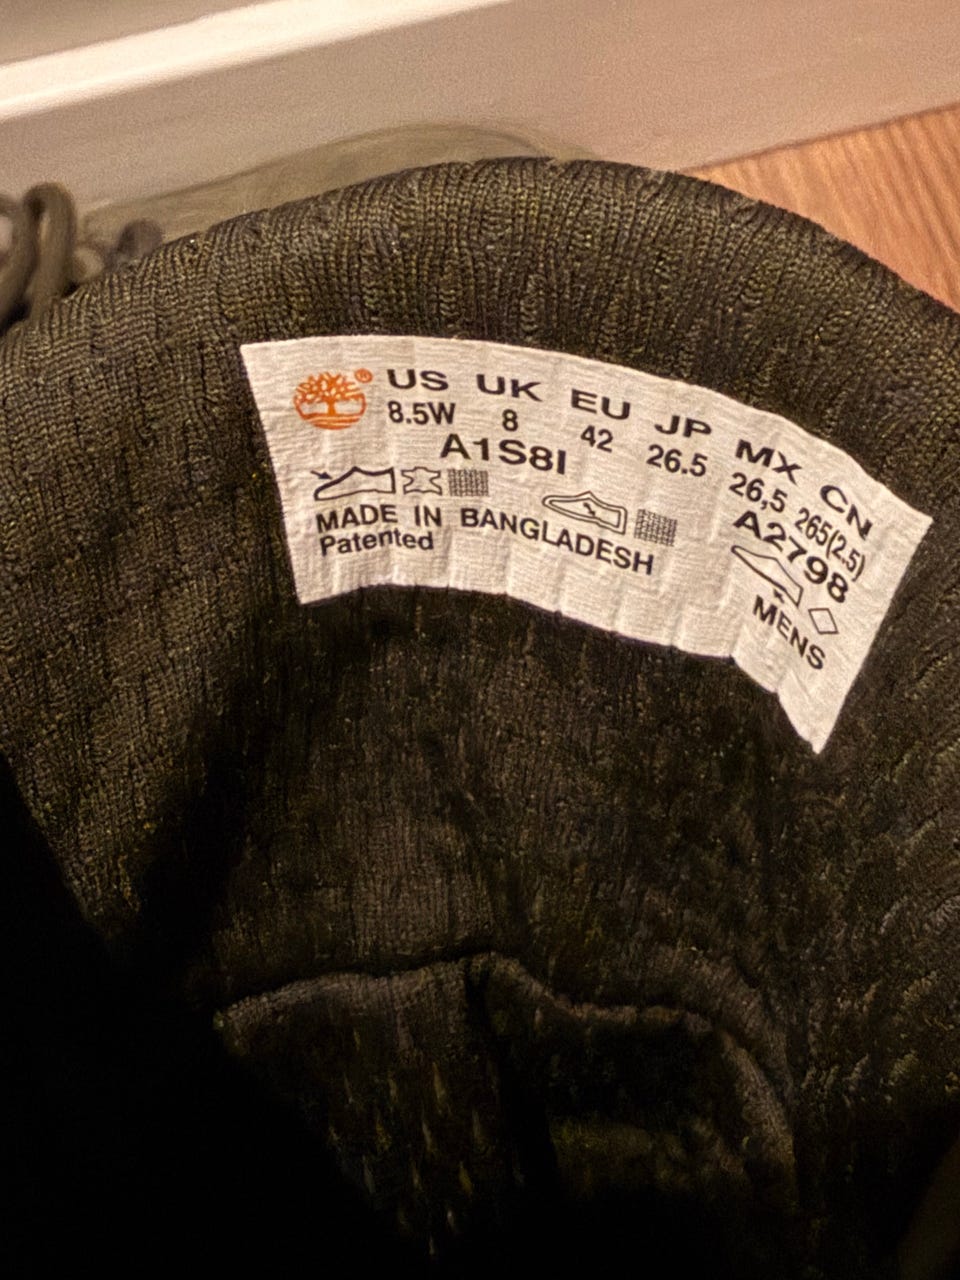 ® US UK EU JP MX CN
8.5W 8 42 26.5 26,5 265(2.5)
A1S8I A2798
MADE IN BANGLADESH
Patented
MENS